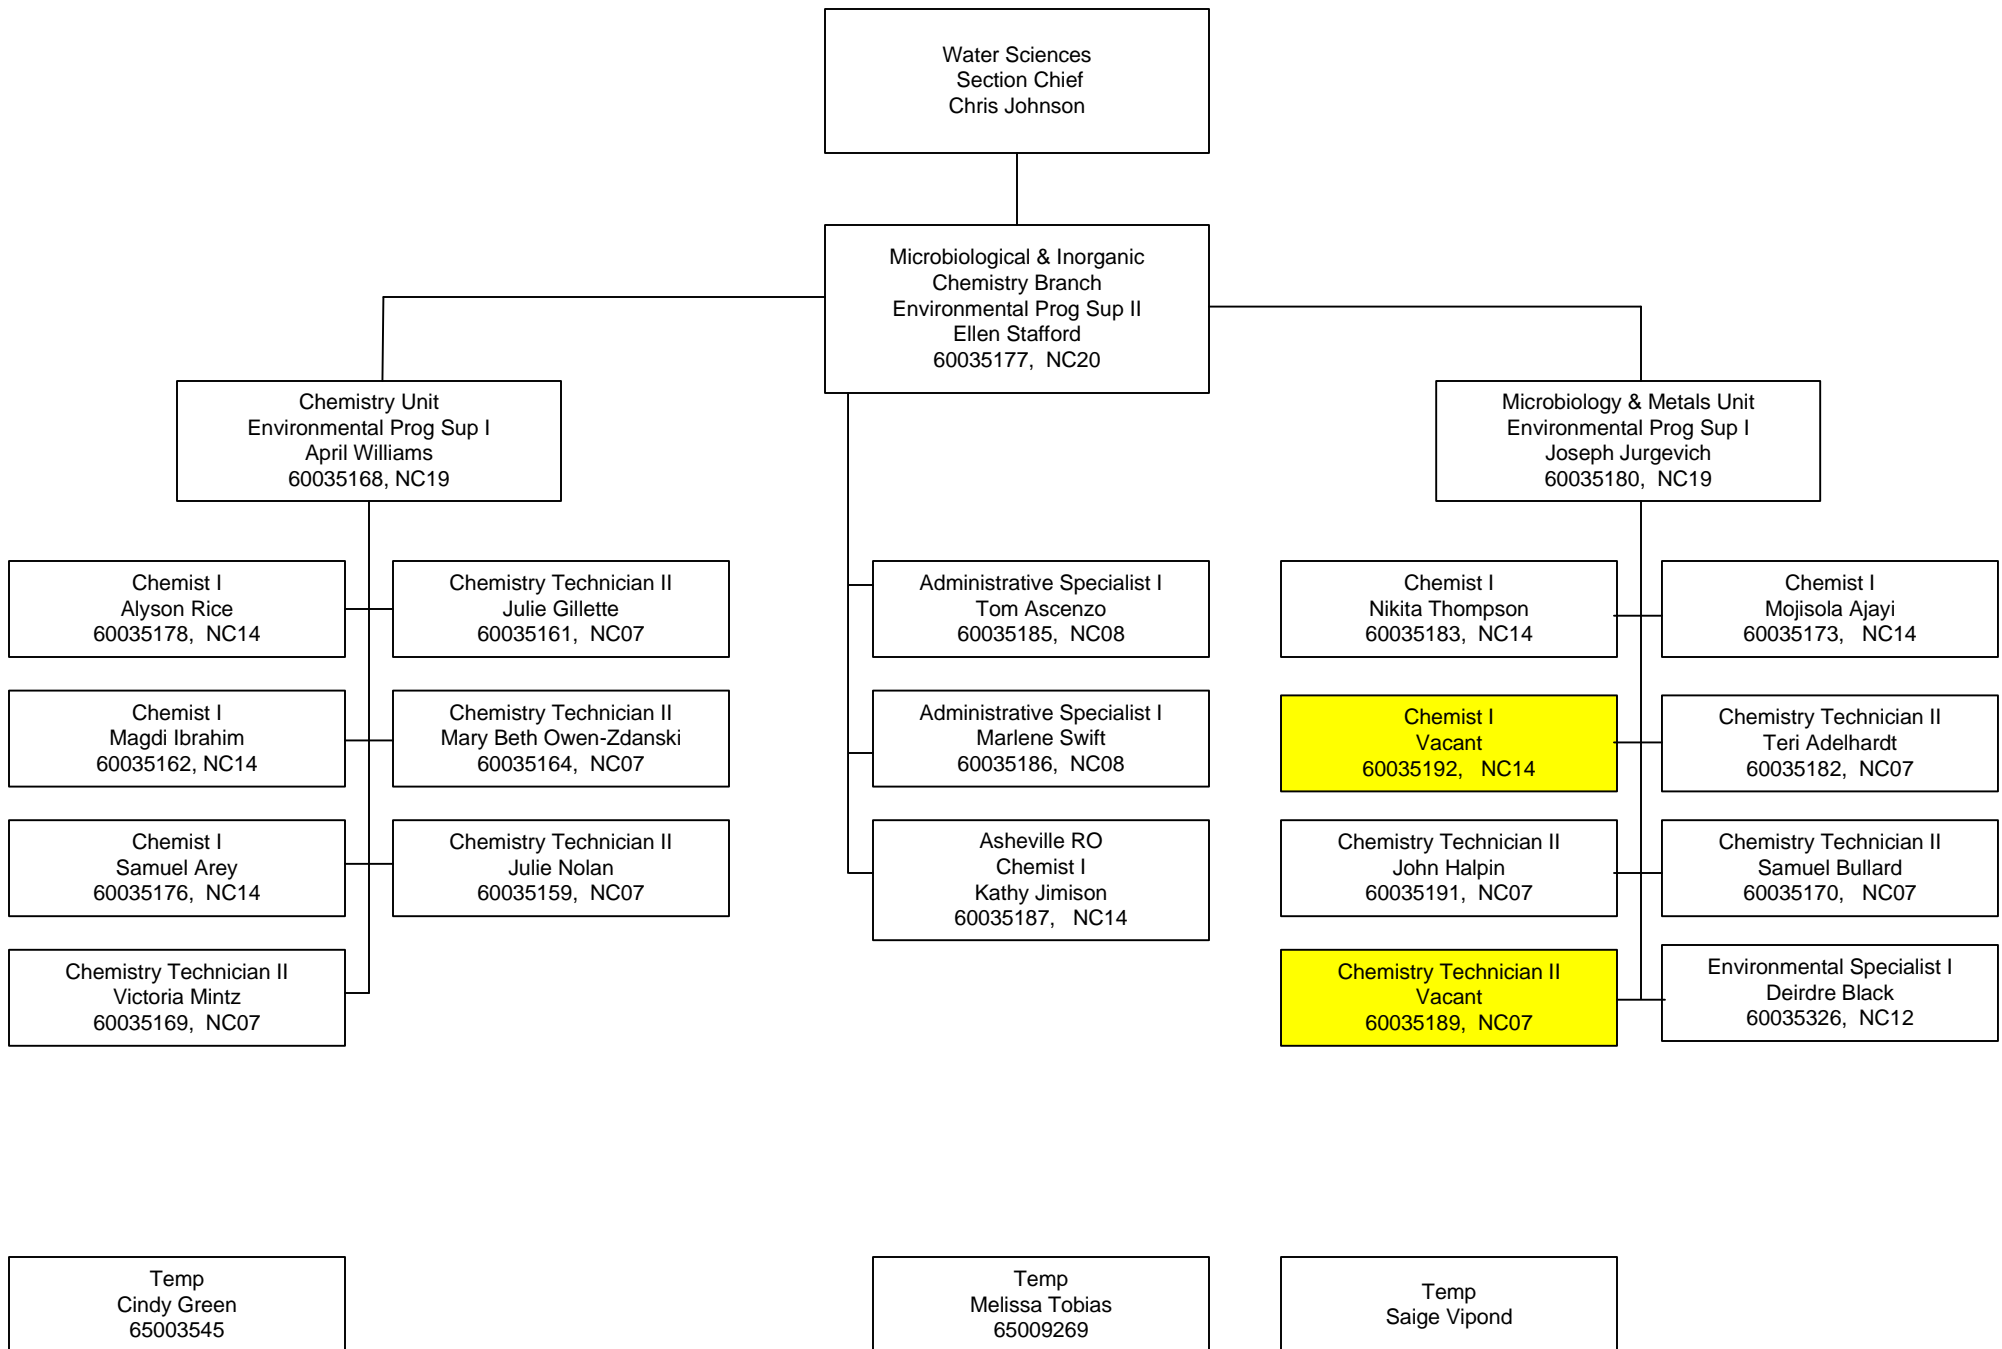 Water Sciences
Section Chief
Chris Johnson
Microbiological & Inorganic
Chemistry Branch
Environmental Prog Sup II
Ellen Stafford
60035177, NC20
Chemistry Unit
Environmental Prog Sup I
April Williams
60035168, NC19
Microbiology & Metals Unit
Environmental Prog Sup I
Joseph Jurgevich
60035180, NC19
Chemist I
Alyson Rice
60035178, NC14
Chemistry Technician II
Julie Gillette
60035161, NC07
Administrative Specialist I
Tom Ascenzo
60035185, NC08
Chemist I
Nikita Thompson
60035183, NC14
Chemist I
Mojisola Ajayi
60035173, NC14
Chemist I
Magdi Ibrahim
60035162, NC14
Chemistry Technician II
Mary Beth Owen-Zdanski
60035164, NC07
Administrative Specialist I
Marlene Swift
60035186, NC08
Chemist I
Vacant
60035192, NC14
Chemistry Technician II
Teri Adelhardt
60035182, NC07
Chemist I
Samuel Arey
60035176, NC14
Chemistry Technician II
Julie Nolan
60035159, NC07
Asheville RO
Chemist I
Kathy Jimison
60035187, NC14
Chemistry Technician II
John Halpin
60035191, NC07
Chemistry Technician II
Samuel Bullard
60035170, NC07
Chemistry Technician II
Victoria Mintz
60035169, NC07
Chemistry Technician II
Vacant
60035189, NC07
Environmental Specialist I
Deirdre Black
60035326, NC12
Temp
Cindy Green
65003545
Temp
Melissa Tobias
65009269
Temp
Saige Vipond